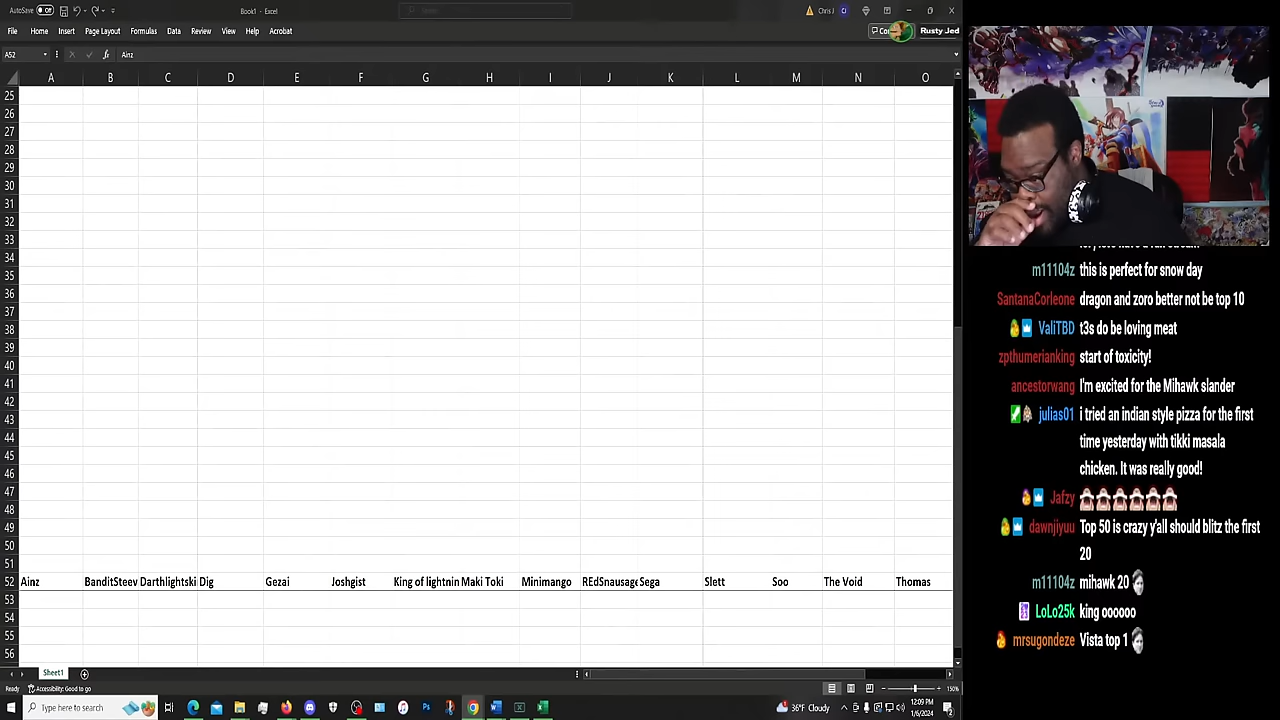 AutoSave Off Book1 - Excel Chris J
File Home Insert Page Layout Formulas Data Review View Help Acrobat Rusty Jed
A52 fx Ainz
A B C D E F G H I J K L M N O
25
26
27
28
29
30
31
32
33
34
35
36
37
38
39
40
41
42
43
44
45
46
47
48
49
50
51
52 Ainz BanditSteev Darthlightski Dig Gezai Joshgist King of lightnin Maki Toki Minimango REdSnausage Sega Slett Soo The Void Thomas
53
54
55
56
m11104z this is perfect for snow day
SantanaCorleone dragon and zoro better not be top 10
ValiTBD t3s do be loving meat
zpthumerianking start of toxicity!
ancestorwang I'm excited for the Mihawk slander
julias01 i tried an indian style pizza for the first
time yesterday with tikki masala
chicken. It was really good!
Jafzy
dawnjiyuu Top 50 is crazy y'all should blitz the first
20
m11104z mihawk 20
LoLo25k king oooooo
mrsugondeze Vista top 1
Sheet1
Ready Accessibility: Good to go 150%
Type here to search 36°F Cloudy 12:09 PM
1/6/2024